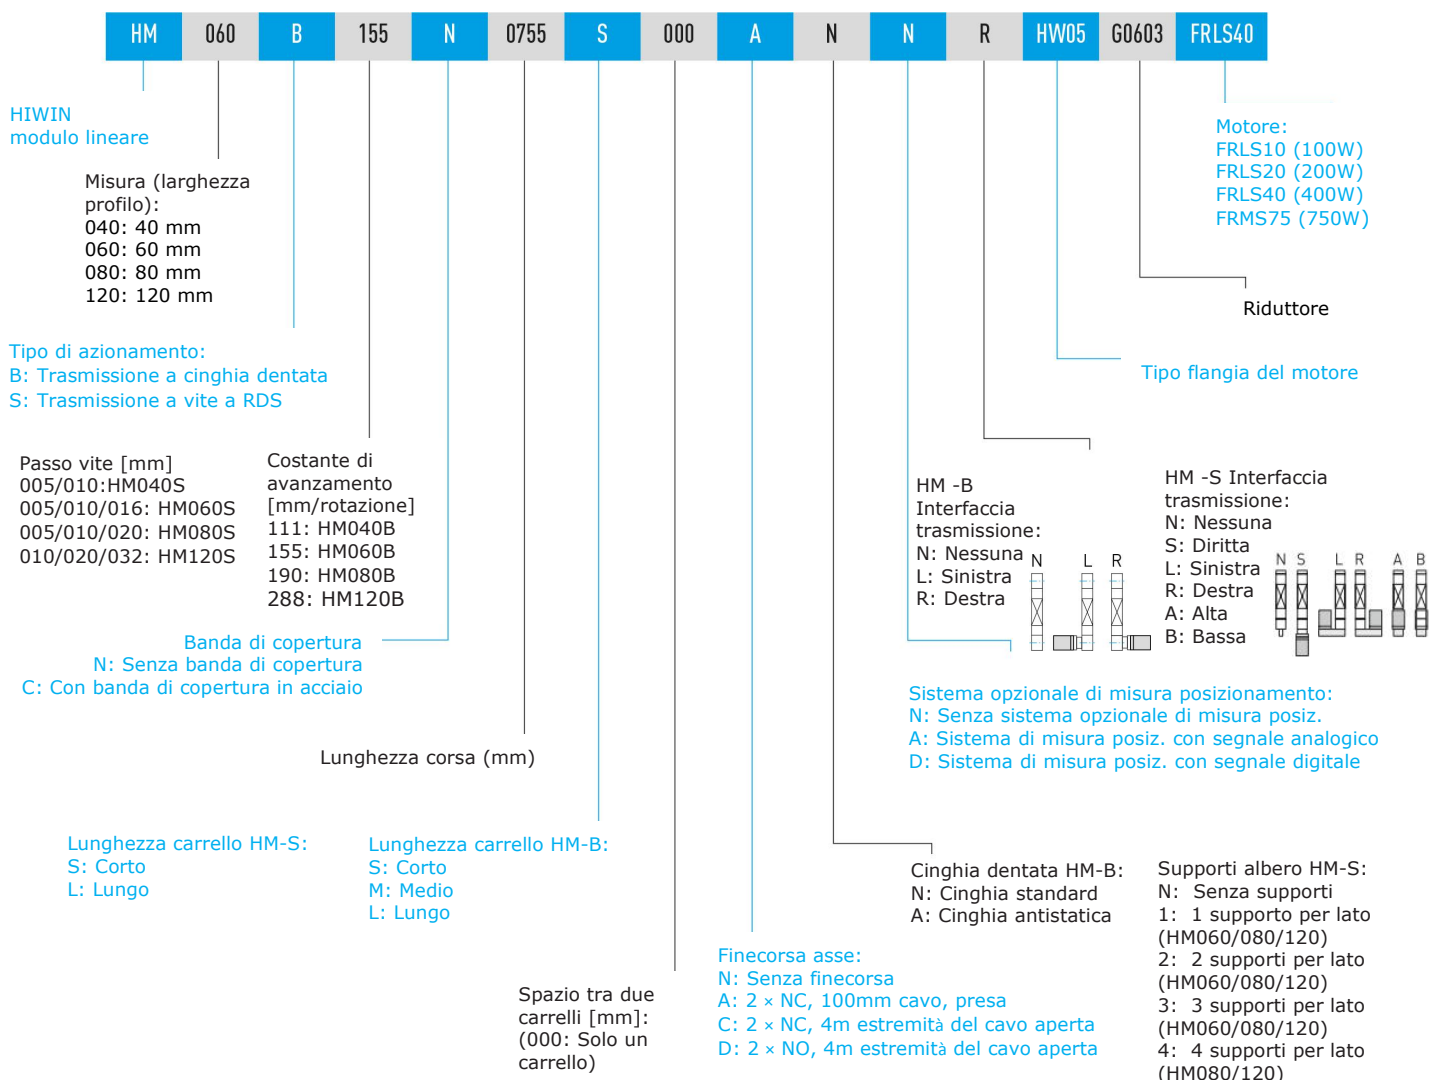 HM 060 B 155 N 0755 S 000 A N N R HW05 G0603 FRLS40
HIWIN
modulo lineare
Misura (larghezza
profilo):
040: 40 mm
060: 60 mm
080: 80 mm
120: 120 mm
Motore:
FRLS10 (100W)
FRLS20 (200W)
FRLS40 (400W)
FRMS75 (750W)
Riduttore
Tipo flangia del motore
Tipo di azionamento:
B: Trasmissione a cinghia dentata
S: Trasmissione a vite a RDS
Passo vite [mm]
005/010:HM040S
005/010/016: HM060S
005/010/020: HM080S
010/020/032: HM120S
Costante di
avanzamento
[mm/rotazione]
111: HM040B
155: HM060B
190: HM080B
288: HM120B
HM -B
Interfaccia
trasmissione:
N: Nessuna
L: Sinistra
R: Destra
N L R
HM -S Interfaccia
trasmissione:
N: Nessuna
S: Diritta
L: Sinistra
R: Destra
A: Alta
B: Bassa
N S L R A B
Banda di copertura
N: Senza banda di copertura
C: Con banda di copertura in acciaio
Sistema opzionale di misura posizionamento:
N: Senza sistema opzionale di misura posiz.
A: Sistema di misura posiz. con segnale analogico
D: Sistema di misura posiz. con segnale digitale
Lunghezza corsa (mm)
Lunghezza carrello HM-S:
S: Corto
L: Lungo
Lunghezza carrello HM-B:
S: Corto
M: Medio
L: Lungo
Cinghia dentata HM-B:
N: Cinghia standard
A: Cinghia antistatica
Supporti albero HM-S:
N: Senza supporti
1: 1 supporto per lato
(HM060/080/120)
2: 2 supporti per lato
(HM060/080/120)
3: 3 supporti per lato
(HM060/080/120)
4: 4 supporti per lato
(HM080/120)
Finecorsa asse:
N: Senza finecorsa
A: 2 × NC, 100mm cavo, presa
C: 2 × NC, 4m estremità del cavo aperta
D: 2 × NO, 4m estremità del cavo aperta
Spazio tra due
carrelli [mm]:
(000: Solo un
carrello)